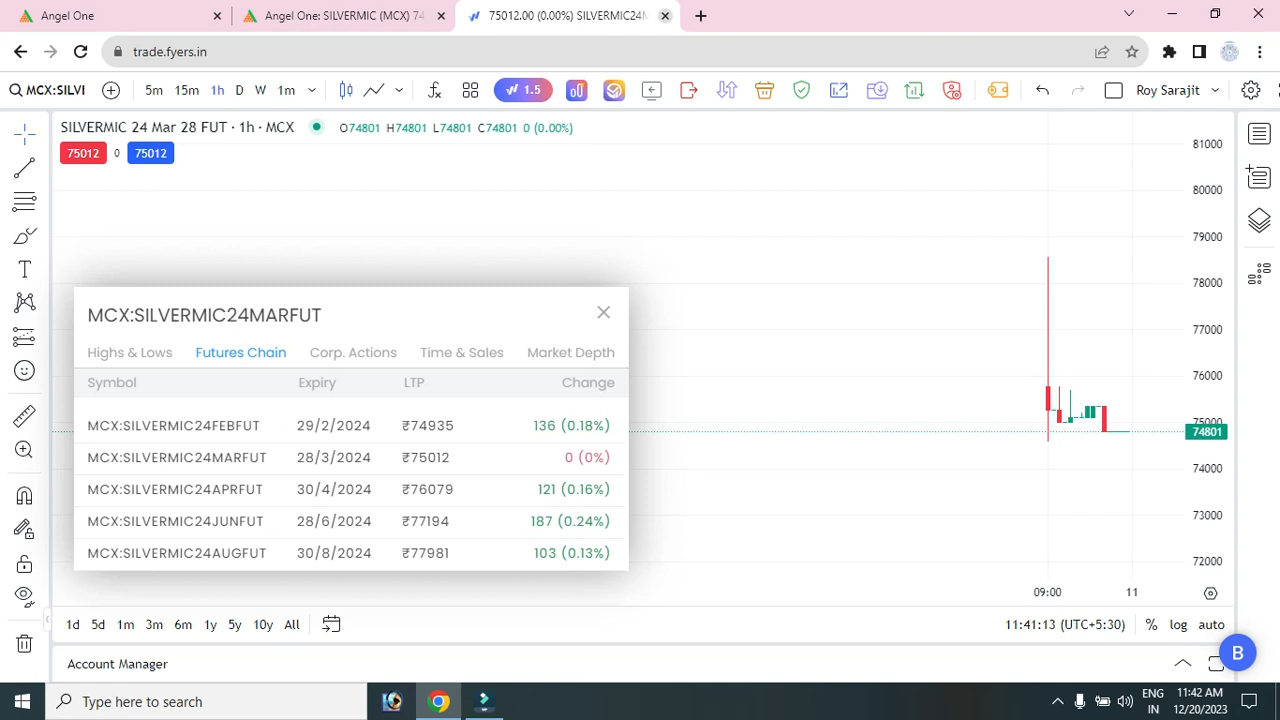 Angel One
Angel One: SILVERMIC (MCX) 74
75012.00 (0.00%) SILVERMIC24M
trade.fyers.in
MCX:SILVI 5m 15m 1h D W 1m 1.5 Roy Sarajit
SILVERMIC 24 Mar 28 FUT · 1h · MCX O74801 H74801 L74801 C74801 0 (0.00%)
75012 0 75012
81000
80000
79000
78000
77000
76000
75000
74801
74000
73000
72000
MCX:SILVERMIC24MARFUT
Highs & Lows Futures Chain Corp. Actions Time & Sales Market Depth
Symbol Expiry LTP Change
MCX:SILVERMIC24FEBFUT 29/2/2024 ₹74935 136 (0.18%)
MCX:SILVERMIC24MARFUT 28/3/2024 ₹75012 0 (0%)
MCX:SILVERMIC24APRFUT 30/4/2024 ₹76079 121 (0.16%)
MCX:SILVERMIC24JUNFUT 28/6/2024 ₹77194 187 (0.24%)
MCX:SILVERMIC24AUGFUT 30/8/2024 ₹77981 103 (0.13%)
09:00 11
1d 5d 1m 3m 6m 1y 5y 10y All 11:41:13 (UTC+5:30) % log auto
Account Manager
B
Type here to search
ENG
IN
11:42 AM
12/20/2023